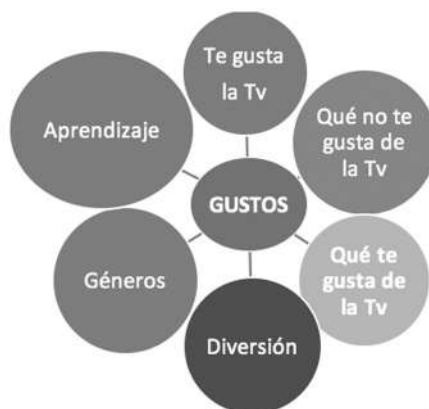 Te gusta
la Tv
Aprendizaje
Qué no te
gusta de
la Tv
GUSTOS
Qué te
gusta de
la Tv
Géneros
Diversión